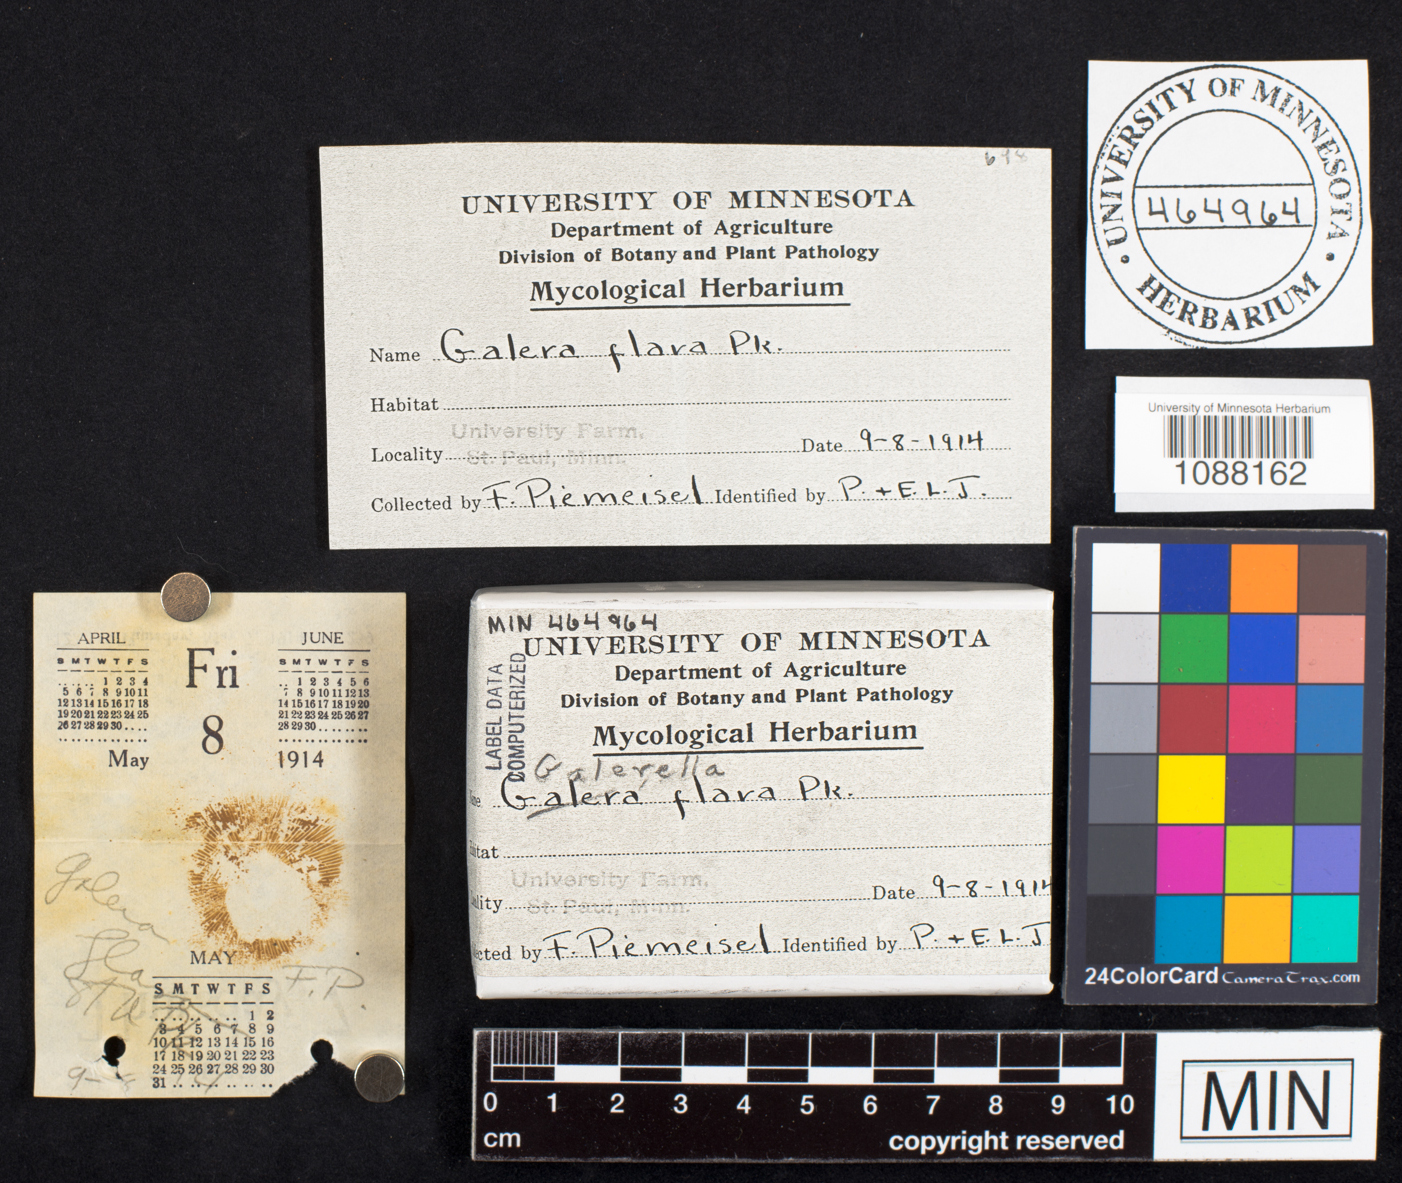 UNIVERSITY OF MINNESOTA
HERBARIUM
464964
University of Minnesota Herbarium
1088162
UNIVERSITY OF MINNESOTA
Department of Agriculture
Division of Botany and Plant Pathology
Mycological Herbarium
Name Galera flava Pk.
Habitat
Locality University Farm, St. Paul, Minn. Date 9-8-1914
Collected by F. Piemeisel Identified by P. + E. L. J.
APRIL
S M T W T F S
1 2 3 4
5 6 7 8 9 10 11
12 13 14 15 16 17 18
19 20 21 22 23 24 25
26 27 28 29 30
Fri
8
May 1914
JUNE
S M T W T F S
1 2 3 4 5 6
7 8 9 10 11 12 13
14 15 16 17 18 19 20
21 22 23 24 25 26 27
28 29 30
Galera
F.P.
MAY
S M T W T F S
1 2
3 4 5 6 7 8 9
10 11 12 13 14 15 16
17 18 19 20 21 22 23
24 25 26 27 28 29 30
31
MIN 464964
LABEL DATA
COMPUTERIZED
UNIVERSITY OF MINNESOTA
Department of Agriculture
Division of Botany and Plant Pathology
Mycological Herbarium
Galerella
Galera flava Pk.
University Farm,
St. Paul, Minn.
Date 9-8-1914
cted by F. Piemeisel Identified by P. + E. L. J
24ColorCard CameraTrax.com
0 1 2 3 4 5 6 7 8 9 10
cm copyright reserved
MIN